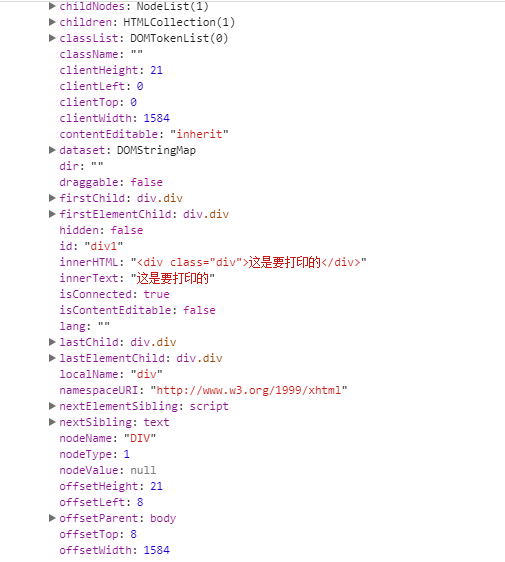 childNodes: NodeList(1)
children: HTMLCollection(1)
classList: DOMTokenList(0)
className: ""
clientHeight: 21
clientLeft: 0
clientTop: 0
clientWidth: 1584
contentEditable: "inherit"
dataset: DOMStringMap
dir: ""
draggable: false
firstChild: div.div
firstElementChild: div.div
hidden: false
id: "div1"
innerHTML: "<div class="div">这是要打印的</div>"
innerText: "这是要打印的"
isConnected: true
isContentEditable: false
lang: ""
lastChild: div.div
lastElementChild: div.div
localName: "div"
namespaceURI: "http://www.w3.org/1999/xhtml"
nextElementSibling: script
nextSibling: text
nodeName: "DIV"
nodeType: 1
nodeValue: null
offsetHeight: 21
offsetLeft: 8
offsetParent: body
offsetTop: 8
offsetWidth: 1584